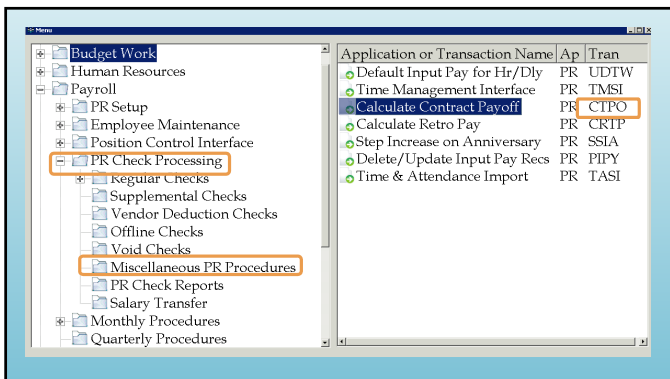 Menu
Budget Work
Human Resources
Payroll
PR Setup
Employee Maintenance
Position Control Interface
PR Check Processing
Regular Checks
Supplemental Checks
Vendor Deduction Checks
Offline Checks
Void Checks
Miscellaneous PR Procedures
PR Check Reports
Salary Transfer
Monthly Procedures
Quarterly Procedures
Application or Transaction Name Ap Tran
Default Input Pay for Hr/Dly PR UDTW
Time Management Interface PR TMSI
Calculate Contract Payoff PR CTPO
Calculate Retro Pay PR CRTP
Step Increase on Anniversary PR SSIA
Delete/Update Input Pay Recs PR PIPY
Time & Attendance Import PR TASI